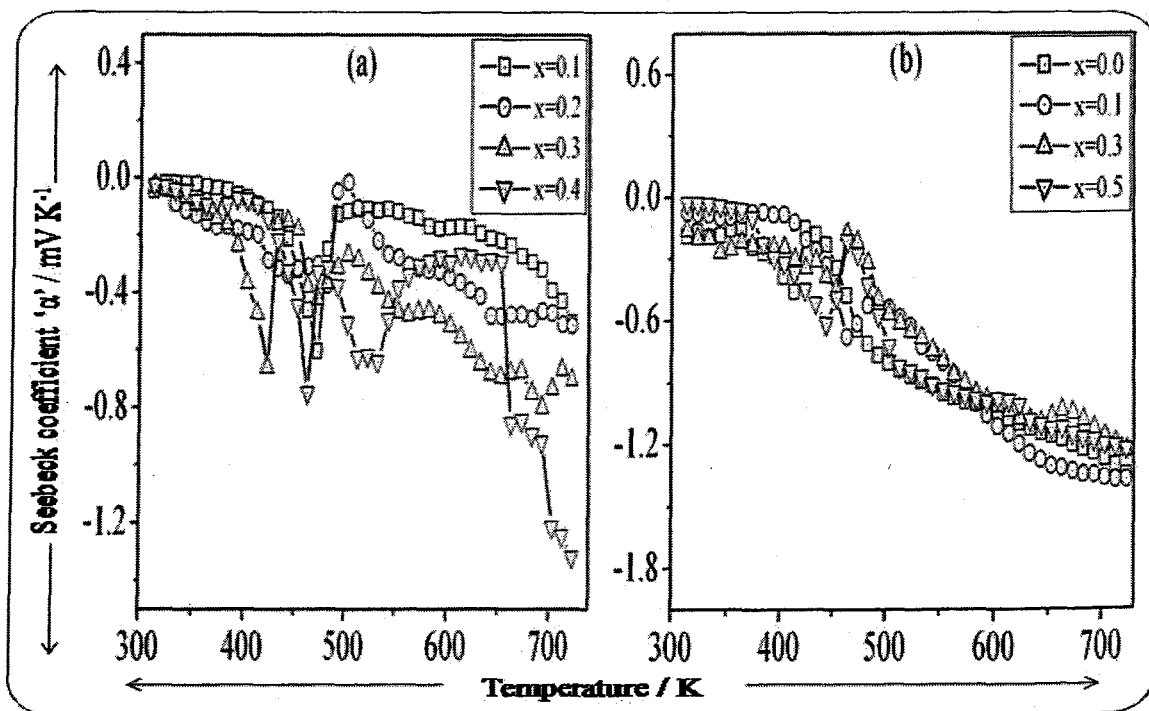 Seebeck coefficient 'α' / mV K⁻¹
(a)
x=0.1
x=0.2
x=0.3
x=0.4
0.4
0.0
-0.4
-0.8
-1.2
300 400 500 600 700
(b)
x=0.0
x=0.1
x=0.3
x=0.5
0.6
0.0
-0.6
-1.2
-1.8
300 400 500 600 700
Temperature / K